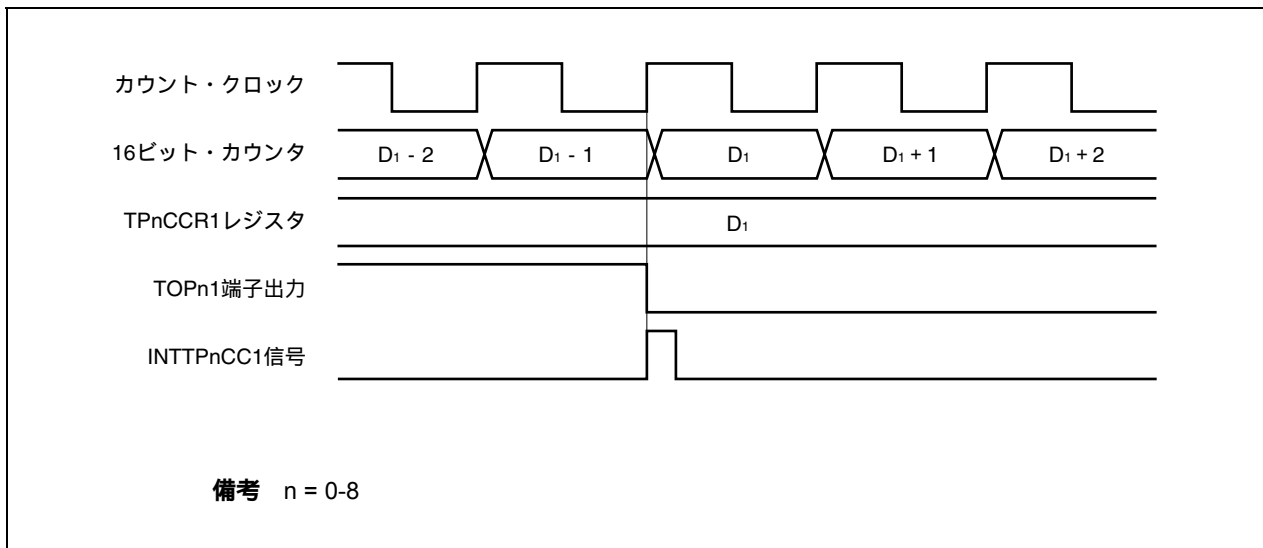 カウント・クロック
16ビット・カウンタ D₁ - 2 D₁ - 1 D₁ D₁ + 1 D₁ + 2
TPnCCR1レジスタ D₁
TOPn1端子出力
INTTPnCC1信号
備考 n = 0-8